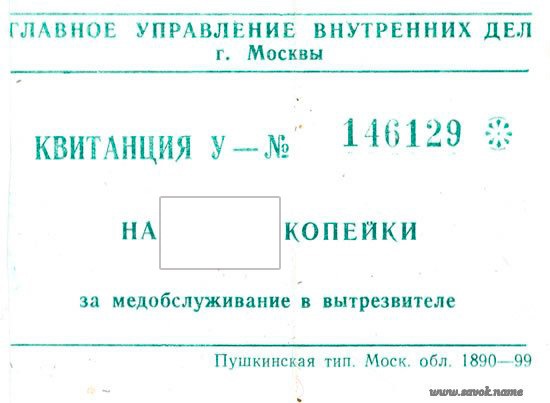 ГЛАВНОЕ УПРАВЛЕНИЕ ВНУТРЕННИХ ДЕЛ
г. Москвы
КВИТАНЦИЯ У — № 146129
НА КОПЕЙКИ
за медобслуживание в вытрезвителе
Пушкинская тип. Моск. обл. 1890—99
www.savok.name